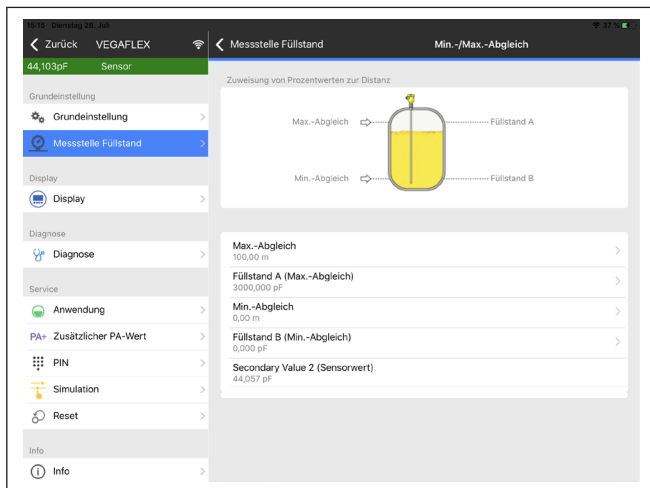 15:15 Dienstag 28. Juli
37 %
Zurück VEGAFLEX
Messstelle Füllstand
Min.-/Max.-Abgleich
44,103pF Sensor
Grundeinstellung
Grundeinstellung
Messstelle Füllstand
Display
Display
Diagnose
Diagnose
Service
Anwendung
PA+ Zusätzlicher PA-Wert
PIN
Simulation
Reset
Info
Info
Zuweisung von Prozentwerten zur Distanz
Max.-Abgleich
Füllstand A
Min.-Abgleich
Füllstand B
Max.-Abgleich
100,00 m
Füllstand A (Max.-Abgleich)
3000,000 pF
Min.-Abgleich
0,00 m
Füllstand B (Min.-Abgleich)
0,000 pF
Secondary Value 2 (Sensorwert)
44,057 pF